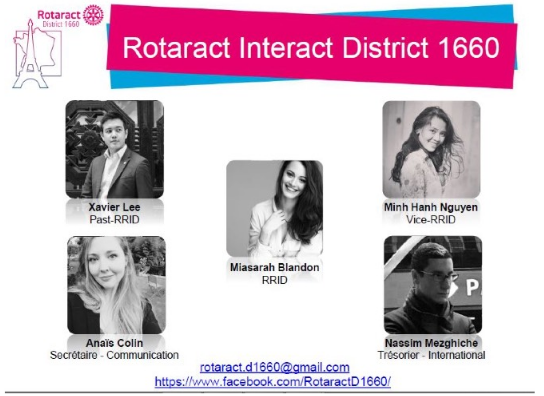 Rotaract
District 1660
Rotaract Interact District 1660
Xavier Lee
Past-RRID
Minh Hanh Nguyen
Vice-RRID
Miasarah Blandon
RRID
Anaïs Colin
Secrétaire - Communication
Nassim Mezghiche
Trésorier - International
rotaract.d1660@gmail.com
https://www.facebook.com/RotaractD1660/